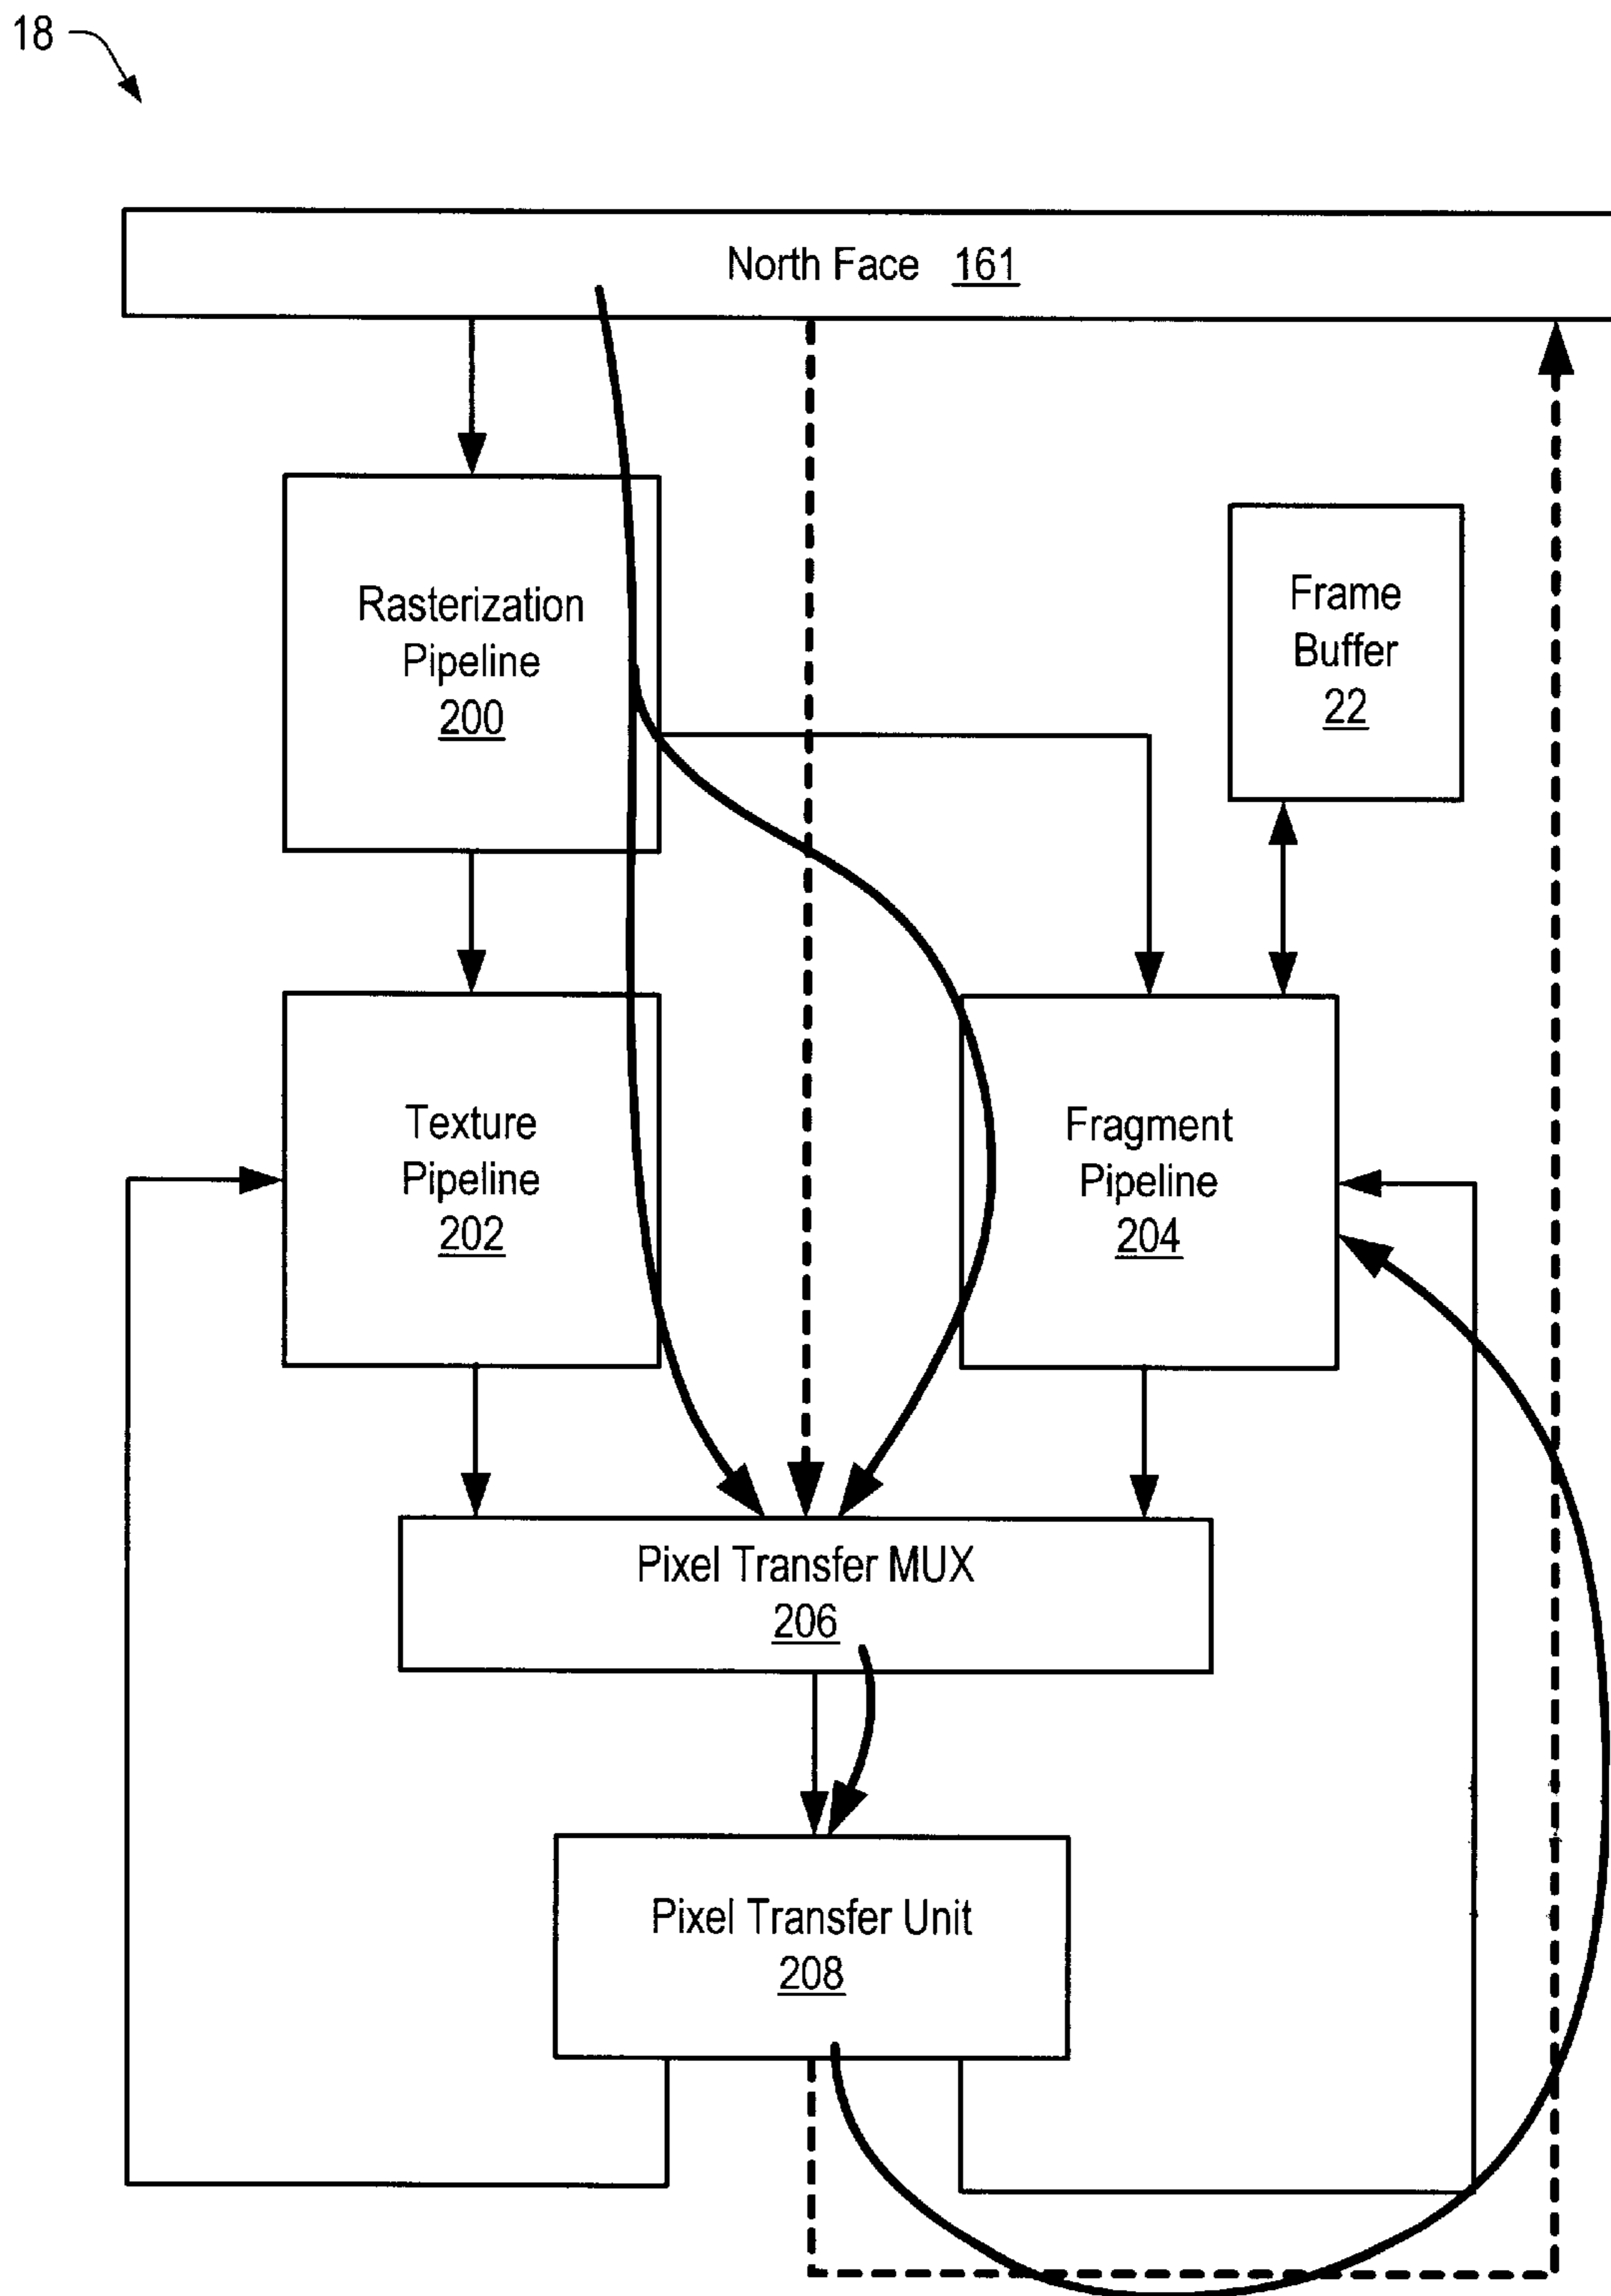 18
North Face 161
Rasterization
Pipeline
200
Frame
Buffer
22
Texture
Pipeline
202
Fragment
Pipeline
204
Pixel Transfer MUX
206
Pixel Transfer Unit
208